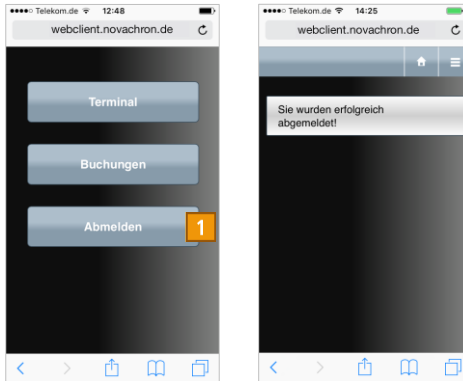 Telekom.de 12:48
webclient.novachron.de
Terminal
Buchungen
Abmelden
1
Telekom.de 14:25
webclient.novachron.de
Sie wurden erfolgreich
abgemeldet!